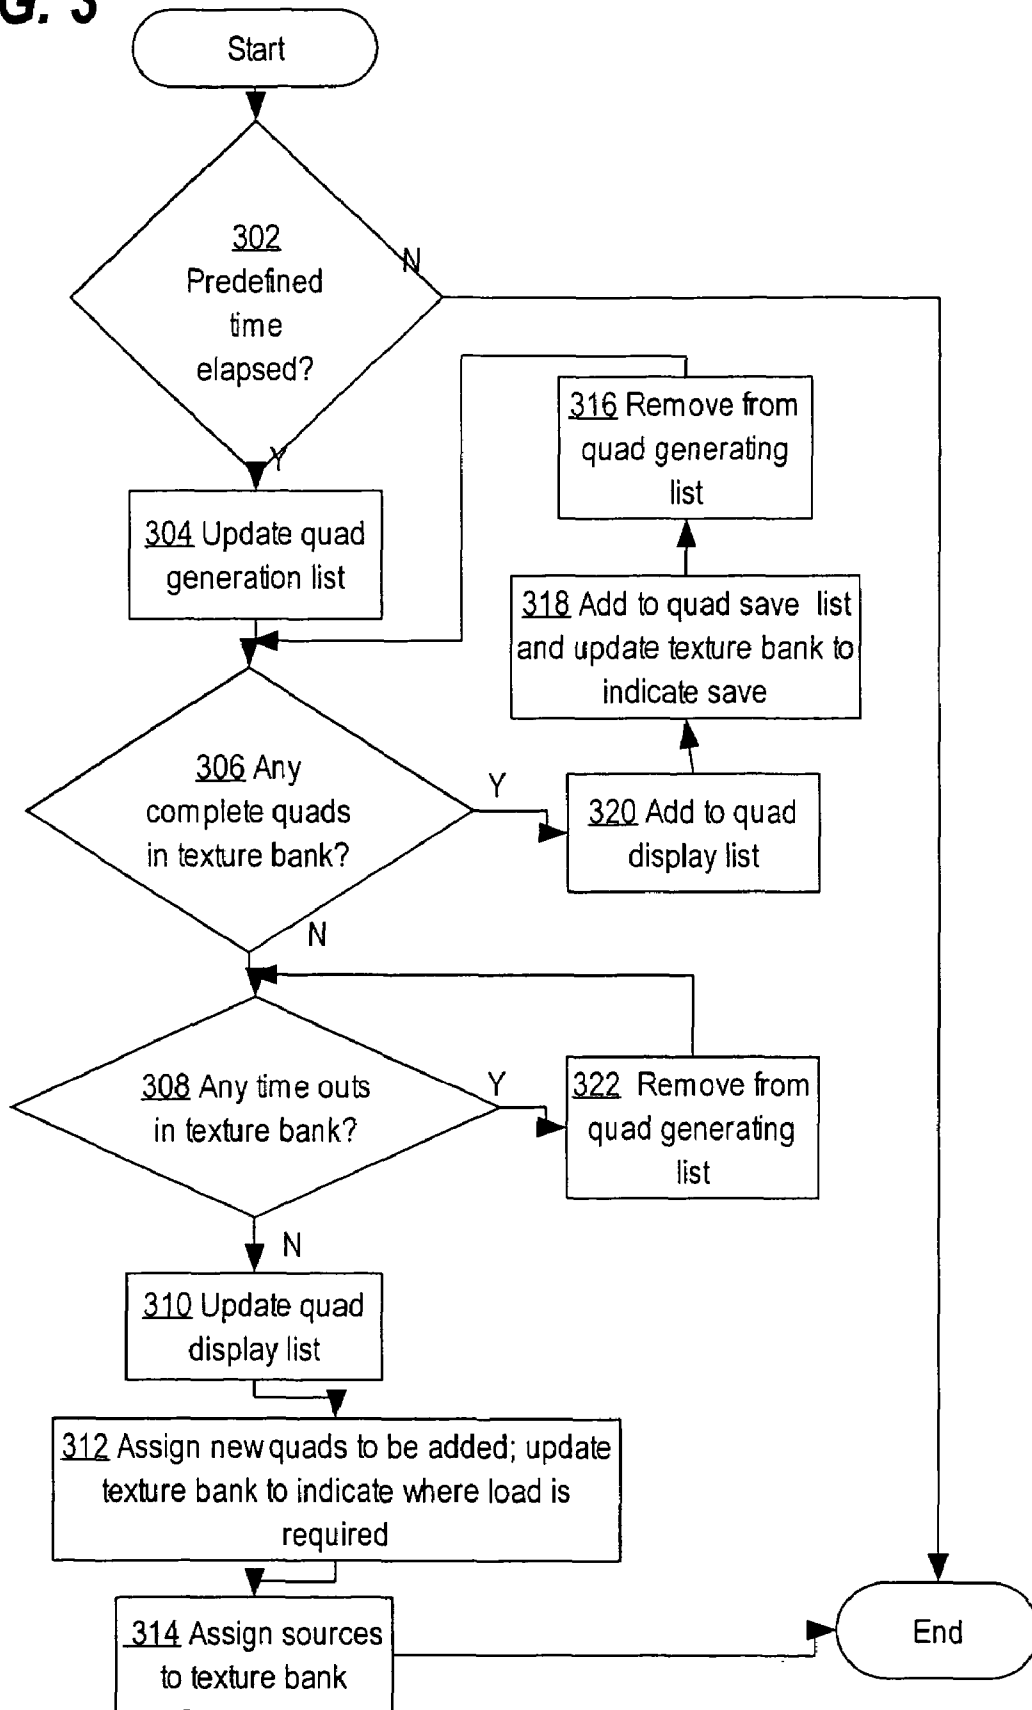 G. 3
Start
302
Predefined
time
elapsed?
N
Y
316 Remove from
quad generating
list
304 Update quad
generation list
318 Add to quad save list
and update texture bank to
indicate save
306 Any
complete quads
in texture bank?
Y
320 Add to quad
display list
N
308 Any time outs
in texture bank?
Y
322 Remove from
quad generating
list
N
310 Update quad
display list
312 Assign new quads to be added; update
texture bank to indicate where load is
required
314 Assign sources
to texture bank
End